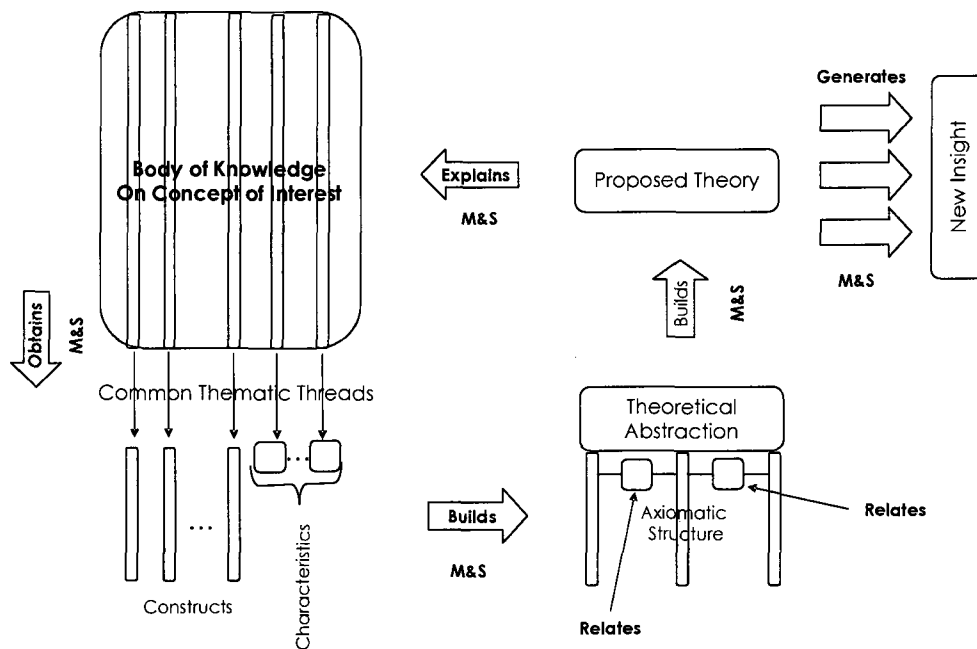 Body of Knowledge
On Concept of Interest
Explains
M&S
Proposed Theory
Generates
M&S
New Insight
Obtains
M&S
Common Thematic Threads
...
...
Constructs
Characteristics
Builds
M&S
Builds
M&S
Theoretical
Abstraction
Axiomatic
Structure
Relates
Relates